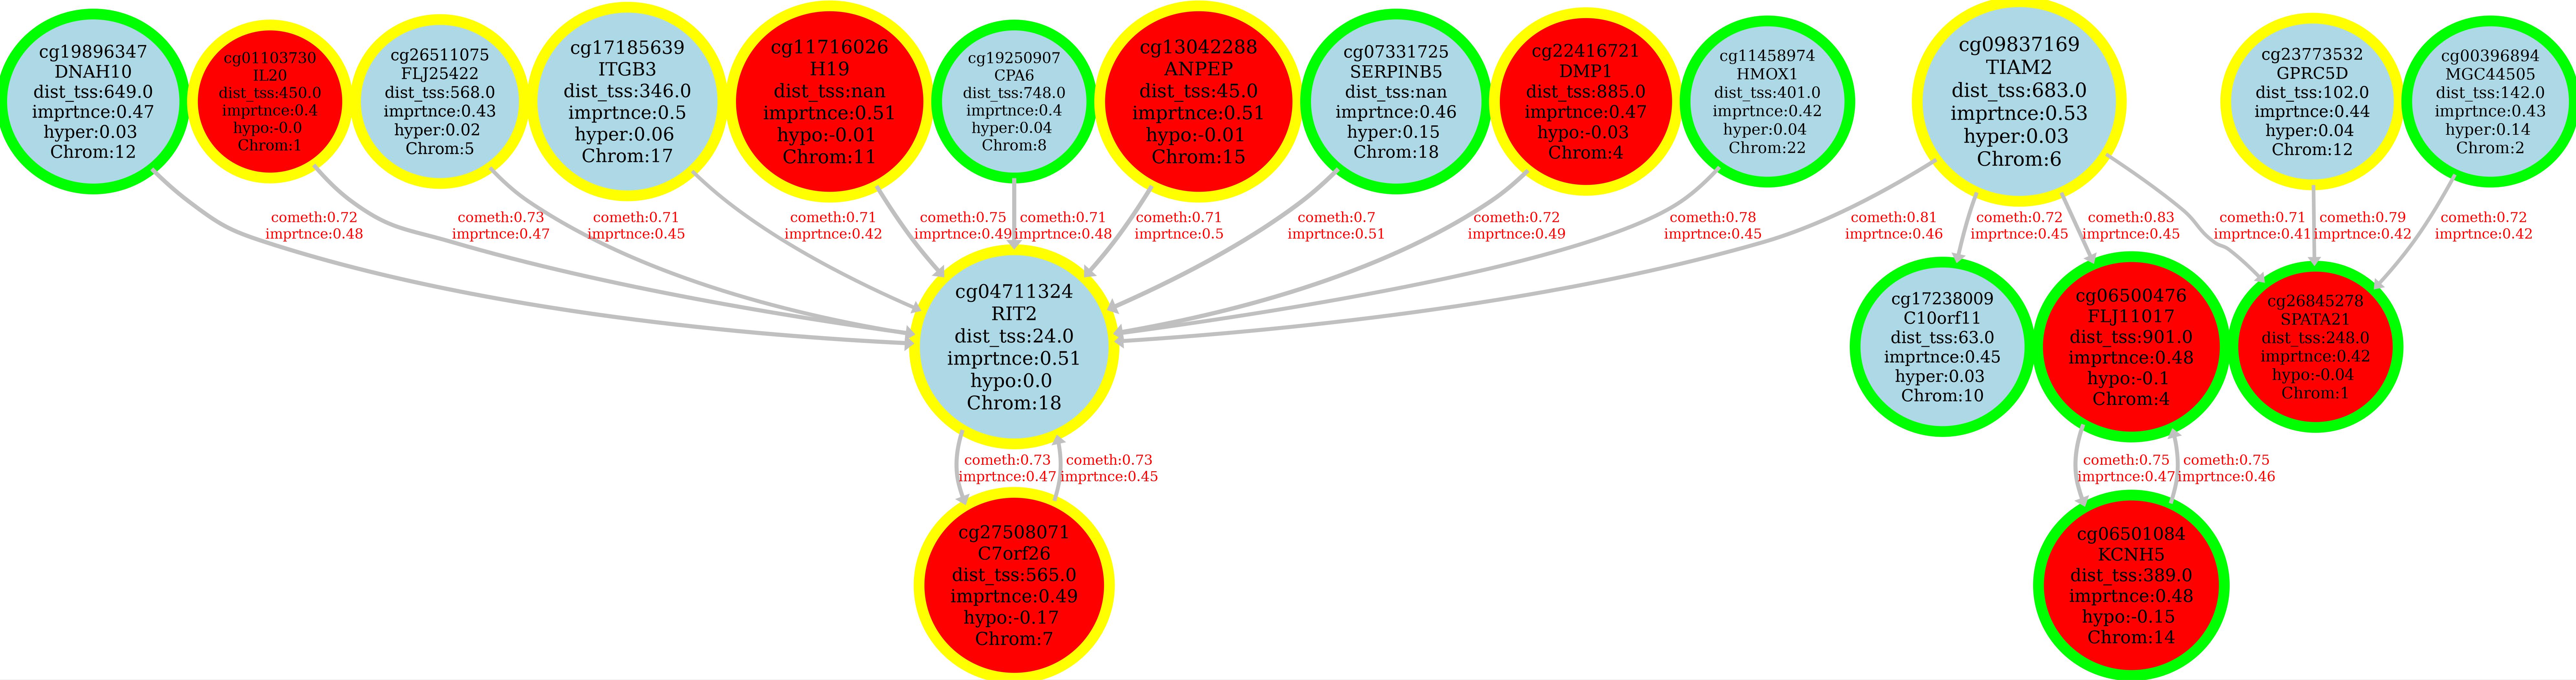 cg19896347
DNAH10
dist_tss:649.0
imprtnce:0.47
hyper:0.03
Chrom:12
cg01103730
IL20
dist_tss:450.0
imprtnce:0.4
hypo:-0.0
Chrom:1
cg26511075
FLJ25422
dist_tss:568.0
imprtnce:0.43
hyper:0.02
Chrom:5
cg17185639
ITGB3
dist_tss:346.0
imprtnce:0.5
hyper:0.06
Chrom:17
cg11716026
H19
dist_tss:nan
imprtnce:0.51
hypo:-0.01
Chrom:11
cg19250907
CPA6
dist_tss:748.0
imprtnce:0.4
hyper:0.04
Chrom:8
cg13042288
ANPEP
dist_tss:45.0
imprtnce:0.51
hypo:-0.01
Chrom:15
cg07331725
SERPINB5
dist_tss:nan
imprtnce:0.46
hyper:0.15
Chrom:18
cg22416721
DMP1
dist_tss:885.0
imprtnce:0.47
hypo:-0.03
Chrom:4
cg11458974
HMOX1
dist_tss:401.0
imprtnce:0.42
hyper:0.04
Chrom:22
cg09837169
TIAM2
dist_tss:683.0
imprtnce:0.53
hyper:0.03
Chrom:6
cg23773532
GPRC5D
dist_tss:102.0
imprtnce:0.44
hyper:0.04
Chrom:12
cg00396894
MGC44505
dist_tss:142.0
imprtnce:0.43
hyper:0.14
Chrom:2
cometh:0.72
imprtnce:0.48
cometh:0.73
imprtnce:0.47
cometh:0.71
imprtnce:0.45
cometh:0.71
imprtnce:0.42
cometh:0.75
imprtnce:0.49
cometh:0.71
imprtnce:0.48
cometh:0.71
imprtnce:0.5
cometh:0.7
imprtnce:0.51
cometh:0.72
imprtnce:0.49
cometh:0.78
imprtnce:0.45
cometh:0.81
imprtnce:0.46
cometh:0.72
imprtnce:0.45
cometh:0.83
imprtnce:0.45
cometh:0.71
imprtnce:0.41
cometh:0.79
imprtnce:0.42
cometh:0.72
imprtnce:0.42
cg04711324
RIT2
dist_tss:24.0
imprtnce:0.51
hypo:0.0
Chrom:18
cg17238009
C10orf11
dist_tss:63.0
imprtnce:0.45
hyper:0.03
Chrom:10
cg06500476
FLJ11017
dist_tss:901.0
imprtnce:0.48
hypo:-0.1
Chrom:4
cg26845278
SPATA21
dist_tss:248.0
imprtnce:0.42
hypo:-0.04
Chrom:1
cometh:0.73
imprtnce:0.47
cometh:0.73
imprtnce:0.45
cometh:0.75
imprtnce:0.47
cometh:0.75
imprtnce:0.46
cg27508071
C7orf26
dist_tss:565.0
imprtnce:0.49
hypo:-0.17
Chrom:7
cg06501084
KCNH5
dist_tss:389.0
imprtnce:0.48
hypo:-0.15
Chrom:14